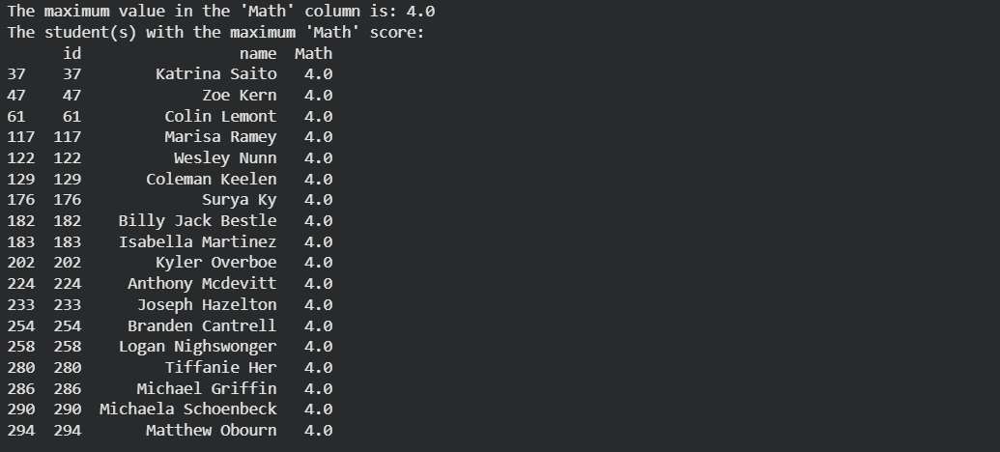 The maximum value in the 'Math' column is: 4.0
The student(s) with the maximum 'Math' score:
      id                 name  Math
37    37        Katrina Saito   4.0
47    47             Zoe Kern   4.0
61    61         Colin Lemont   4.0
117  117         Marisa Ramey   4.0
122  122          Wesley Nunn   4.0
129  129       Coleman Keelen   4.0
176  176             Surya Ky   4.0
182  182    Billy Jack Bestle   4.0
183  183    Isabella Martinez   4.0
202  202        Kyler Overboe   4.0
224  224     Anthony Mcdevitt   4.0
233  233      Joseph Hazelton   4.0
254  254     Branden Cantrell   4.0
258  258    Logan Nighswonger   4.0
280  280         Tiffanie Her   4.0
286  286      Michael Griffin   4.0
290  290  Michaela Schoenbeck   4.0
294  294       Matthew Obourn   4.0